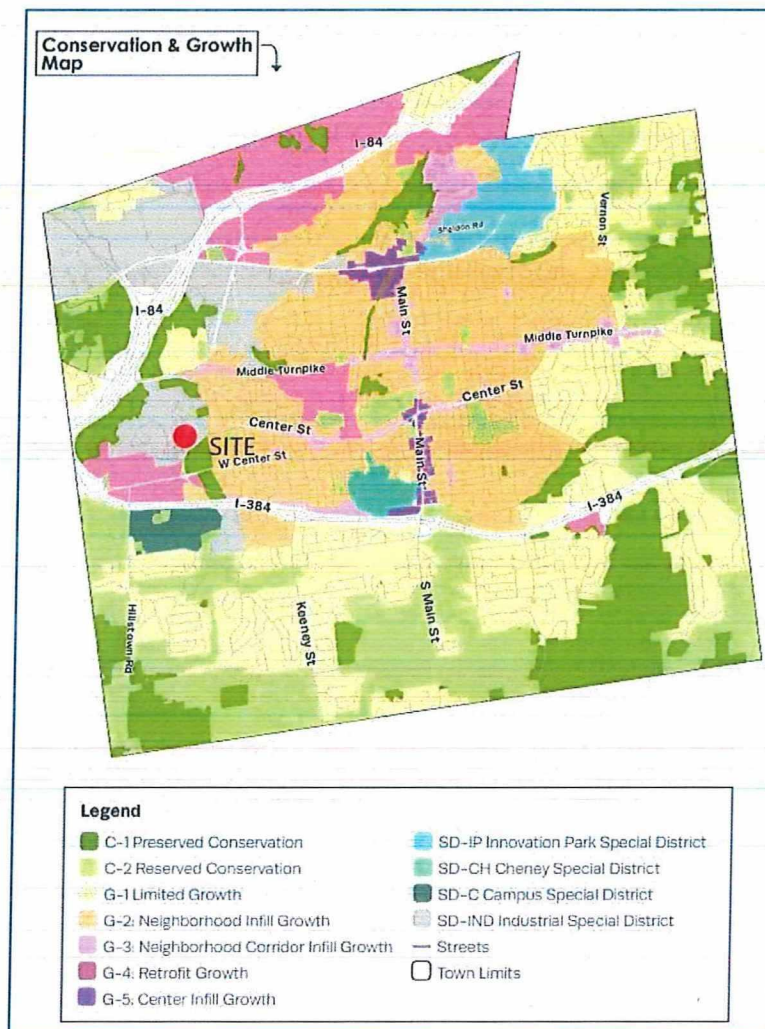 Conservation & Growth
Map
I-84
Vernon St
Sheldon Rd
I-84
Main St
Middle Turnpike
Middle Turnpike
Center St
Center St
SITE
Main St
W Center St
I-384
I-384
Hillstown Rd
Keeney St
S Main St
Legend
C-1 Preserved Conservation
C-2 Reserved Conservation
G-1 Limited Growth
G-2: Neighborhood Infill Growth
G-3: Neighborhood Corridor Infill Growth
G-4: Retrofit Growth
G-5: Center Infill Growth
SD-IP Innovation Park Special District
SD-CH Cheney Special District
SD-C Campus Special District
SD-IND Industrial Special District
Streets
Town Limits